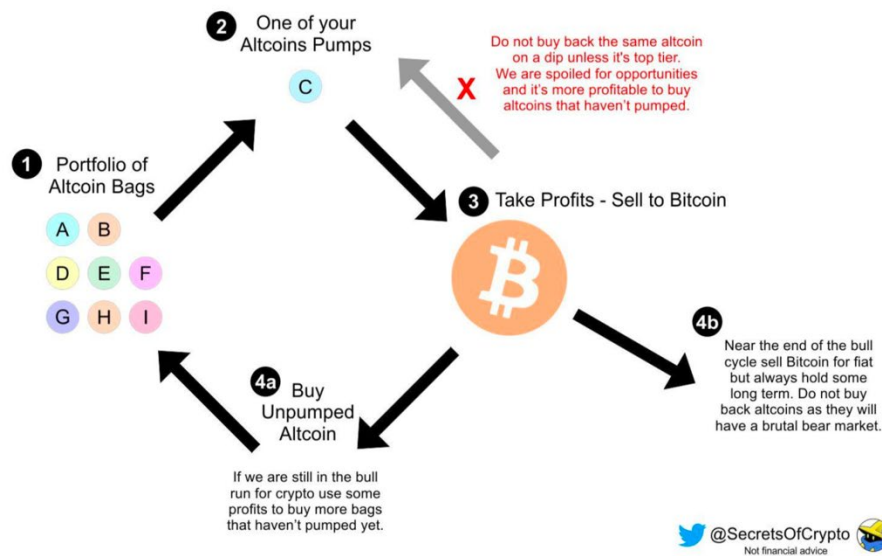 1
Portfolio of
Altcoin Bags
A B
D E F
G H I
2
One of your
Altcoins Pumps
C
X
Do not buy back the same altcoin
on a dip unless it's top tier.
We are spoiled for opportunities
and it's more profitable to buy
altcoins that haven't pumped.
3
Take Profits - Sell to Bitcoin
4a
Buy
Unpumped
Altcoin
If we are still in the bull
run for crypto use some
profits to buy more bags
that haven't pumped yet.
4b
Near the end of the bull
cycle sell Bitcoin for fiat
but always hold some
long term. Do not buy
back altcoins as they will
have a brutal bear market.
@SecretsOfCrypto
Not financial advice